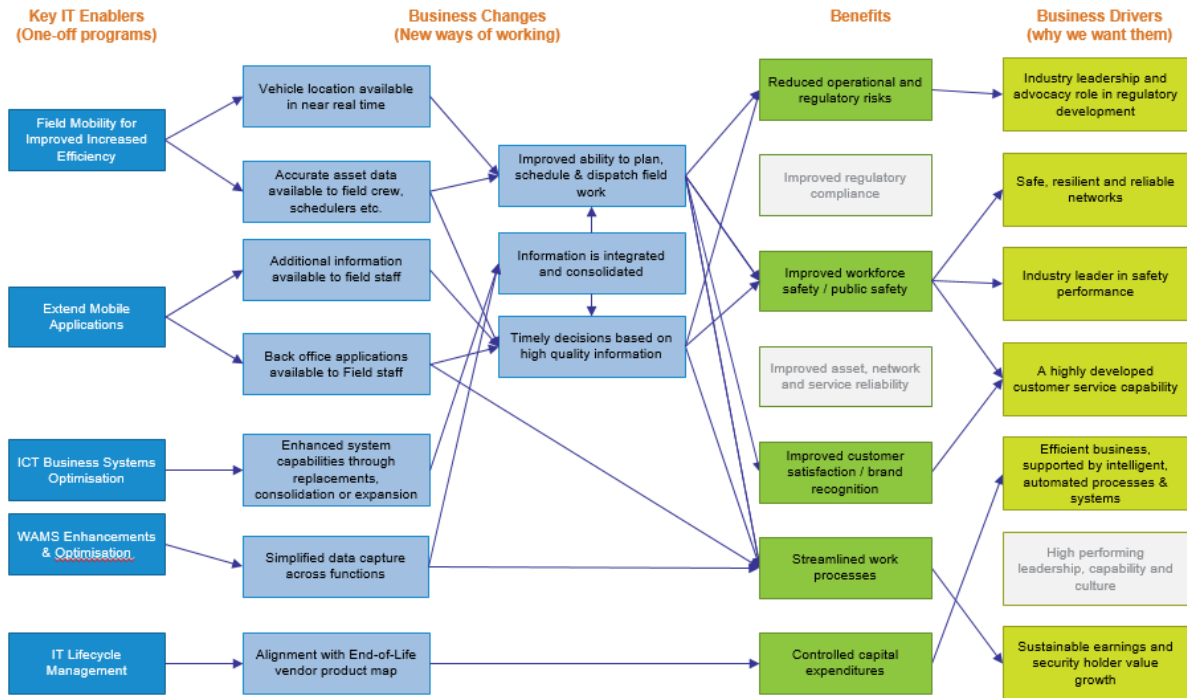 Key IT Enablers
(One-off programs)
Business Changes
(New ways of working)
Benefits
Business Drivers
(why we want them)
Field Mobility for
Improved Increased
Efficiency
Extend Mobile
Applications
ICT Business Systems
Optimisation
WAMS Enhancements
& Optimisation
IT Lifecycle
Management
Vehicle location available
in near real time
Accurate asset data
available to field crew,
schedulers etc.
Additional information
available to field staff
Back office applications
available to Field staff
Enhanced system
capabilities through
replacements,
consolidation or expansion
Simplified data capture
across functions
Alignment with End-of-Life
vendor product map
Improved ability to plan,
schedule & dispatch field
work
Information is integrated
and consolidated
Timely decisions based on
high quality information
Reduced operational and
regulatory risks
Improved regulatory
compliance
Improved workforce
safety / public safety
Improved asset, network
and service reliability
Improved customer
satisfaction / brand
recognition
Streamlined work
processes
Controlled capital
expenditures
Industry leadership and
advocacy role in regulatory
development
Safe, resilient and reliable
networks
Industry leader in safety
performance
A highly developed
customer service capability
Efficient business,
supported by intelligent,
automated processes &
systems
High performing
leadership, capability and
culture
Sustainable earnings and
security holder value
growth